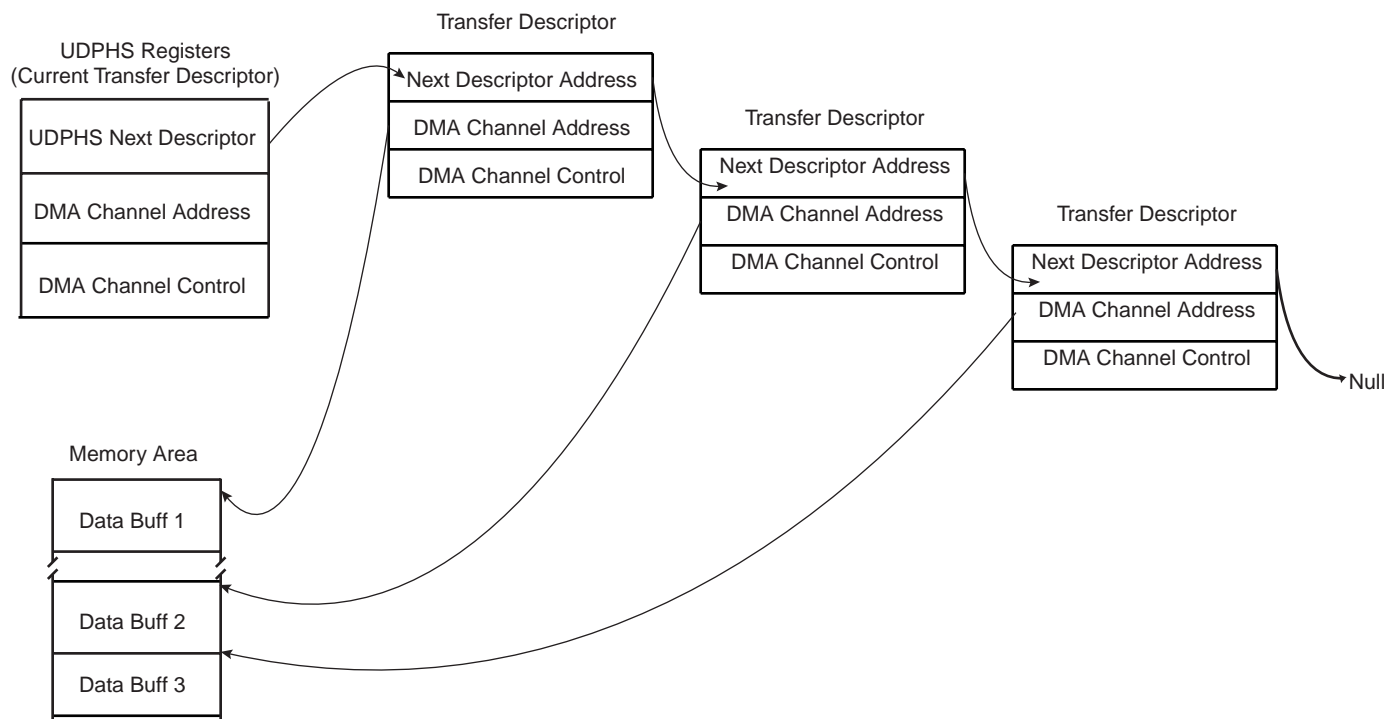 UDPHS Registers
(Current Transfer Descriptor)
UDPHS Next Descriptor
DMA Channel Address
DMA Channel Control
Transfer Descriptor
Next Descriptor Address
DMA Channel Address
DMA Channel Control
Transfer Descriptor
Next Descriptor Address
DMA Channel Address
DMA Channel Control
Transfer Descriptor
Next Descriptor Address
DMA Channel Address
DMA Channel Control
Null
Memory Area
Data Buff 1
Data Buff 2
Data Buff 3